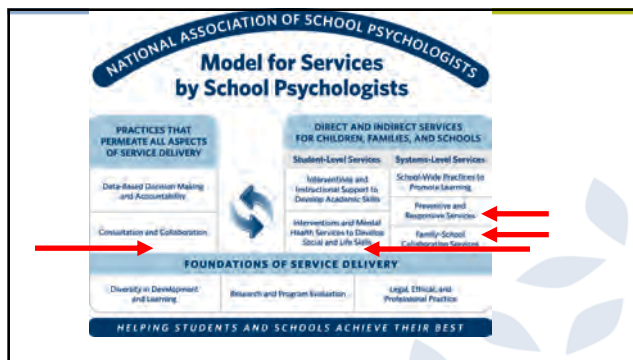 NATIONAL ASSOCIATION OF SCHOOL PSYCHOLOGISTS
Model for Services
by School Psychologists
PRACTICES THAT
PERMEATE ALL ASPECTS
OF SERVICE DELIVERY
Data-Based Decision Making
and Accountability
Consultation and Collaboration
DIRECT AND INDIRECT SERVICES
FOR CHILDREN, FAMILIES, AND SCHOOLS
Student-Level Services
Interventions and
Instructional Support to
Develop Academic Skills
Interventions and Mental
Health Services to Develop
Social and Life Skills
Systems-Level Services
School-Wide Practices to
Promote Learning
Preventive and
Responsive Services
Family-School
Collaboration Services
FOUNDATIONS OF SERVICE DELIVERY
Diversity in Development
and Learning
Research and Program Evaluation
Legal, Ethical, and
Professional Practice
HELPING STUDENTS AND SCHOOLS ACHIEVE THEIR BEST